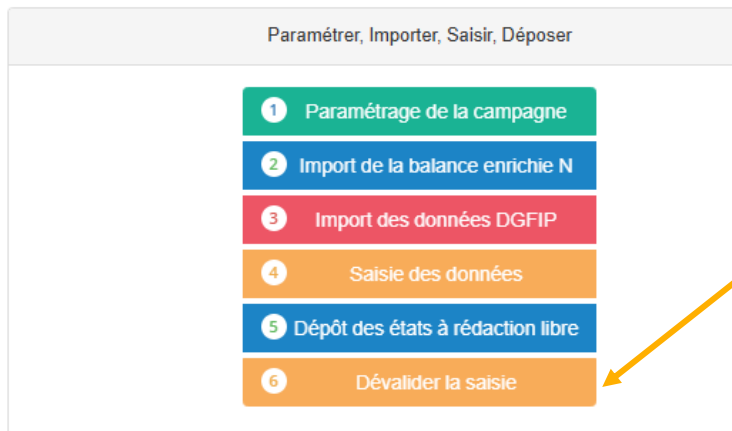 Paramétrer, Importer, Saisir, Déposer
1 Paramétrage de la campagne
2 Import de la balance enrichie N
3 Import des données DGFIP
4 Saisie des données
5 Dépôt des états à rédaction libre
6 Dévalider la saisie